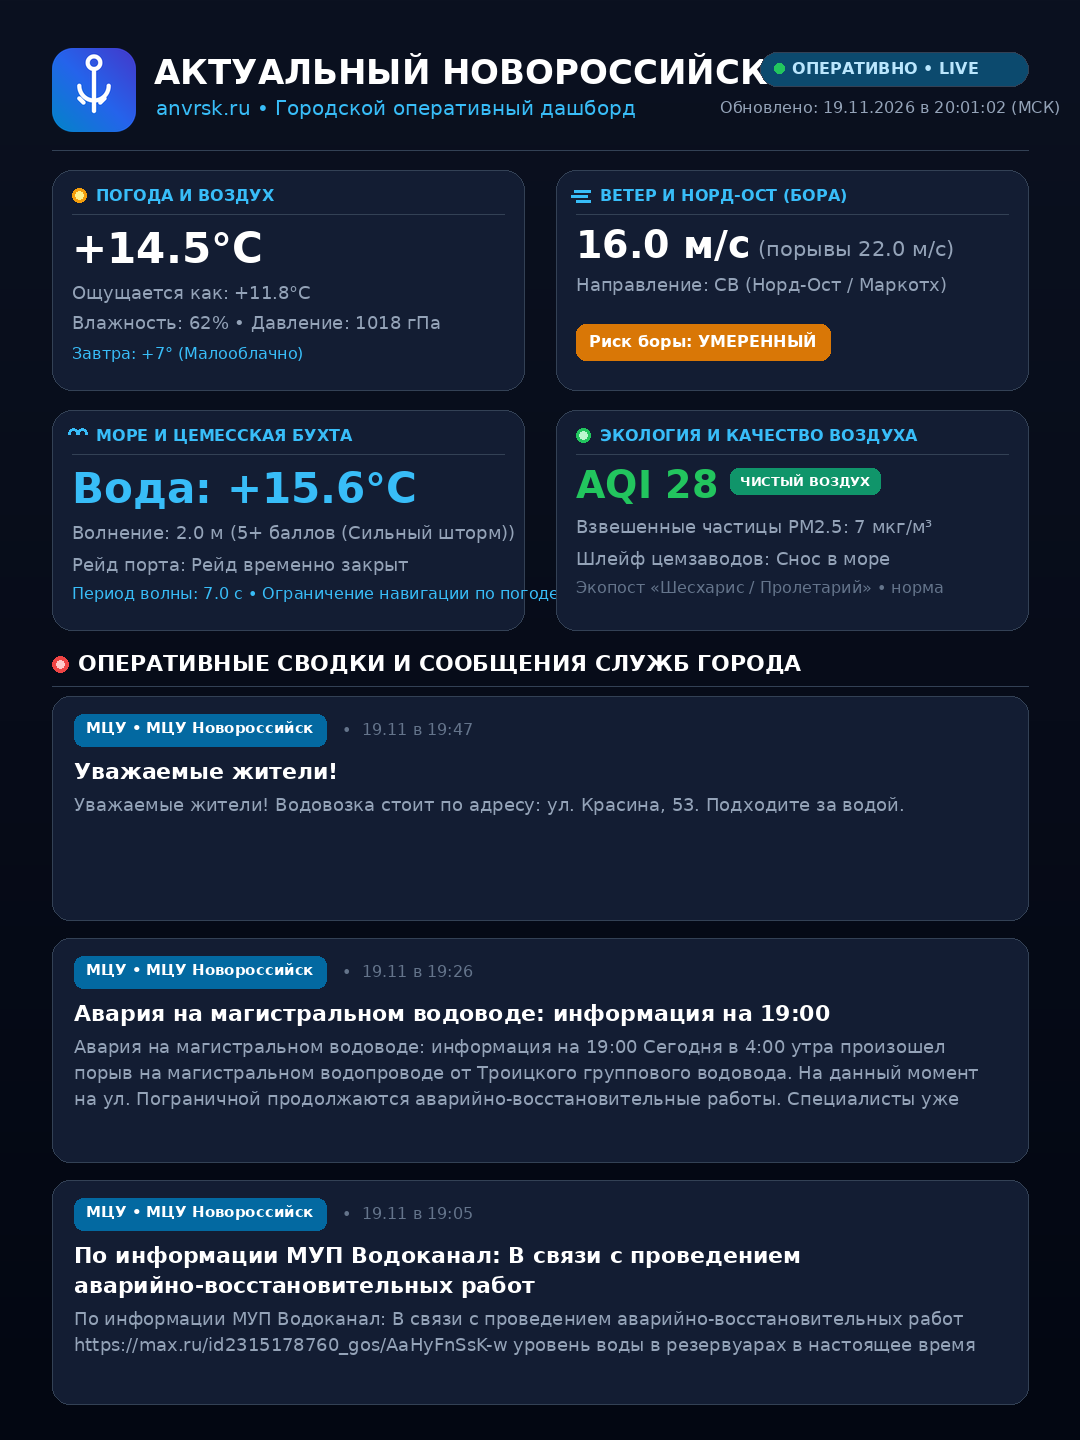 АКТУАЛЬНЫЙ НОВОРОССИЙСК
ОПЕРАТИВНО • LIVE
anvrsk.ru • Городской оперативный дашборд
Обновлено: 19.11.2026 в 20:01:02 (МСК)
ПОГОДА И ВОЗДУХ
+14.5°C
Ощущается как: +11.8°C
Влажность: 62% • Давление: 1018 гПа
Завтра: +7° (Малооблачно)
ВЕТЕР И НОРД-ОСТ (БОРА)
16.0 м/с (порывы 22.0 м/с)
Направление: СВ (Норд-Ост / Маркотх)
Риск боры: УМЕРЕННЫЙ
МОРЕ И ЦЕМЕССКАЯ БУХТА
Вода: +15.6°C
Волнение: 2.0 м (5+ баллов (Сильный шторм))
Рейд порта: Рейд временно закрыт
Период волны: 7.0 с • Ограничение навигации по погоде
ЭКОЛОГИЯ И КАЧЕСТВО ВОЗДУХА
AQI 28 ЧИСТЫЙ ВОЗДУХ
Взвешенные частицы PM2.5: 7 мкг/м³
Шлейф цемзаводов: Снос в море
Экопост «Шесхарис / Пролетарий» • норма
ОПЕРАТИВНЫЕ СВОДКИ И СООБЩЕНИЯ СЛУЖБ ГОРОДА
МЦУ • МЦУ Новороссийск • 19.11 в 19:47
Уважаемые жители!
Уважаемые жители! Водовозка стоит по адресу: ул. Красина, 53. Подходите за водой.
МЦУ • МЦУ Новороссийск • 19.11 в 19:26
Авария на магистральном водоводе: информация на 19:00
Авария на магистральном водоводе: информация на 19:00 Сегодня в 4:00 утра произошел
порыв на магистральном водопроводе от Троицкого группового водовода. На данный момент
на ул. Пограничной продолжаются аварийно-восстановительные работы. Специалисты уже
МЦУ • МЦУ Новороссийск • 19.11 в 19:05
По информации МУП Водоканал: В связи с проведением
аварийно-восстановительных работ
По информации МУП Водоканал: В связи с проведением аварийно-восстановительных работ
https://max.ru/id2315178760_gos/AaHyFnSsK-w уровень воды в резервуарах в настоящее время